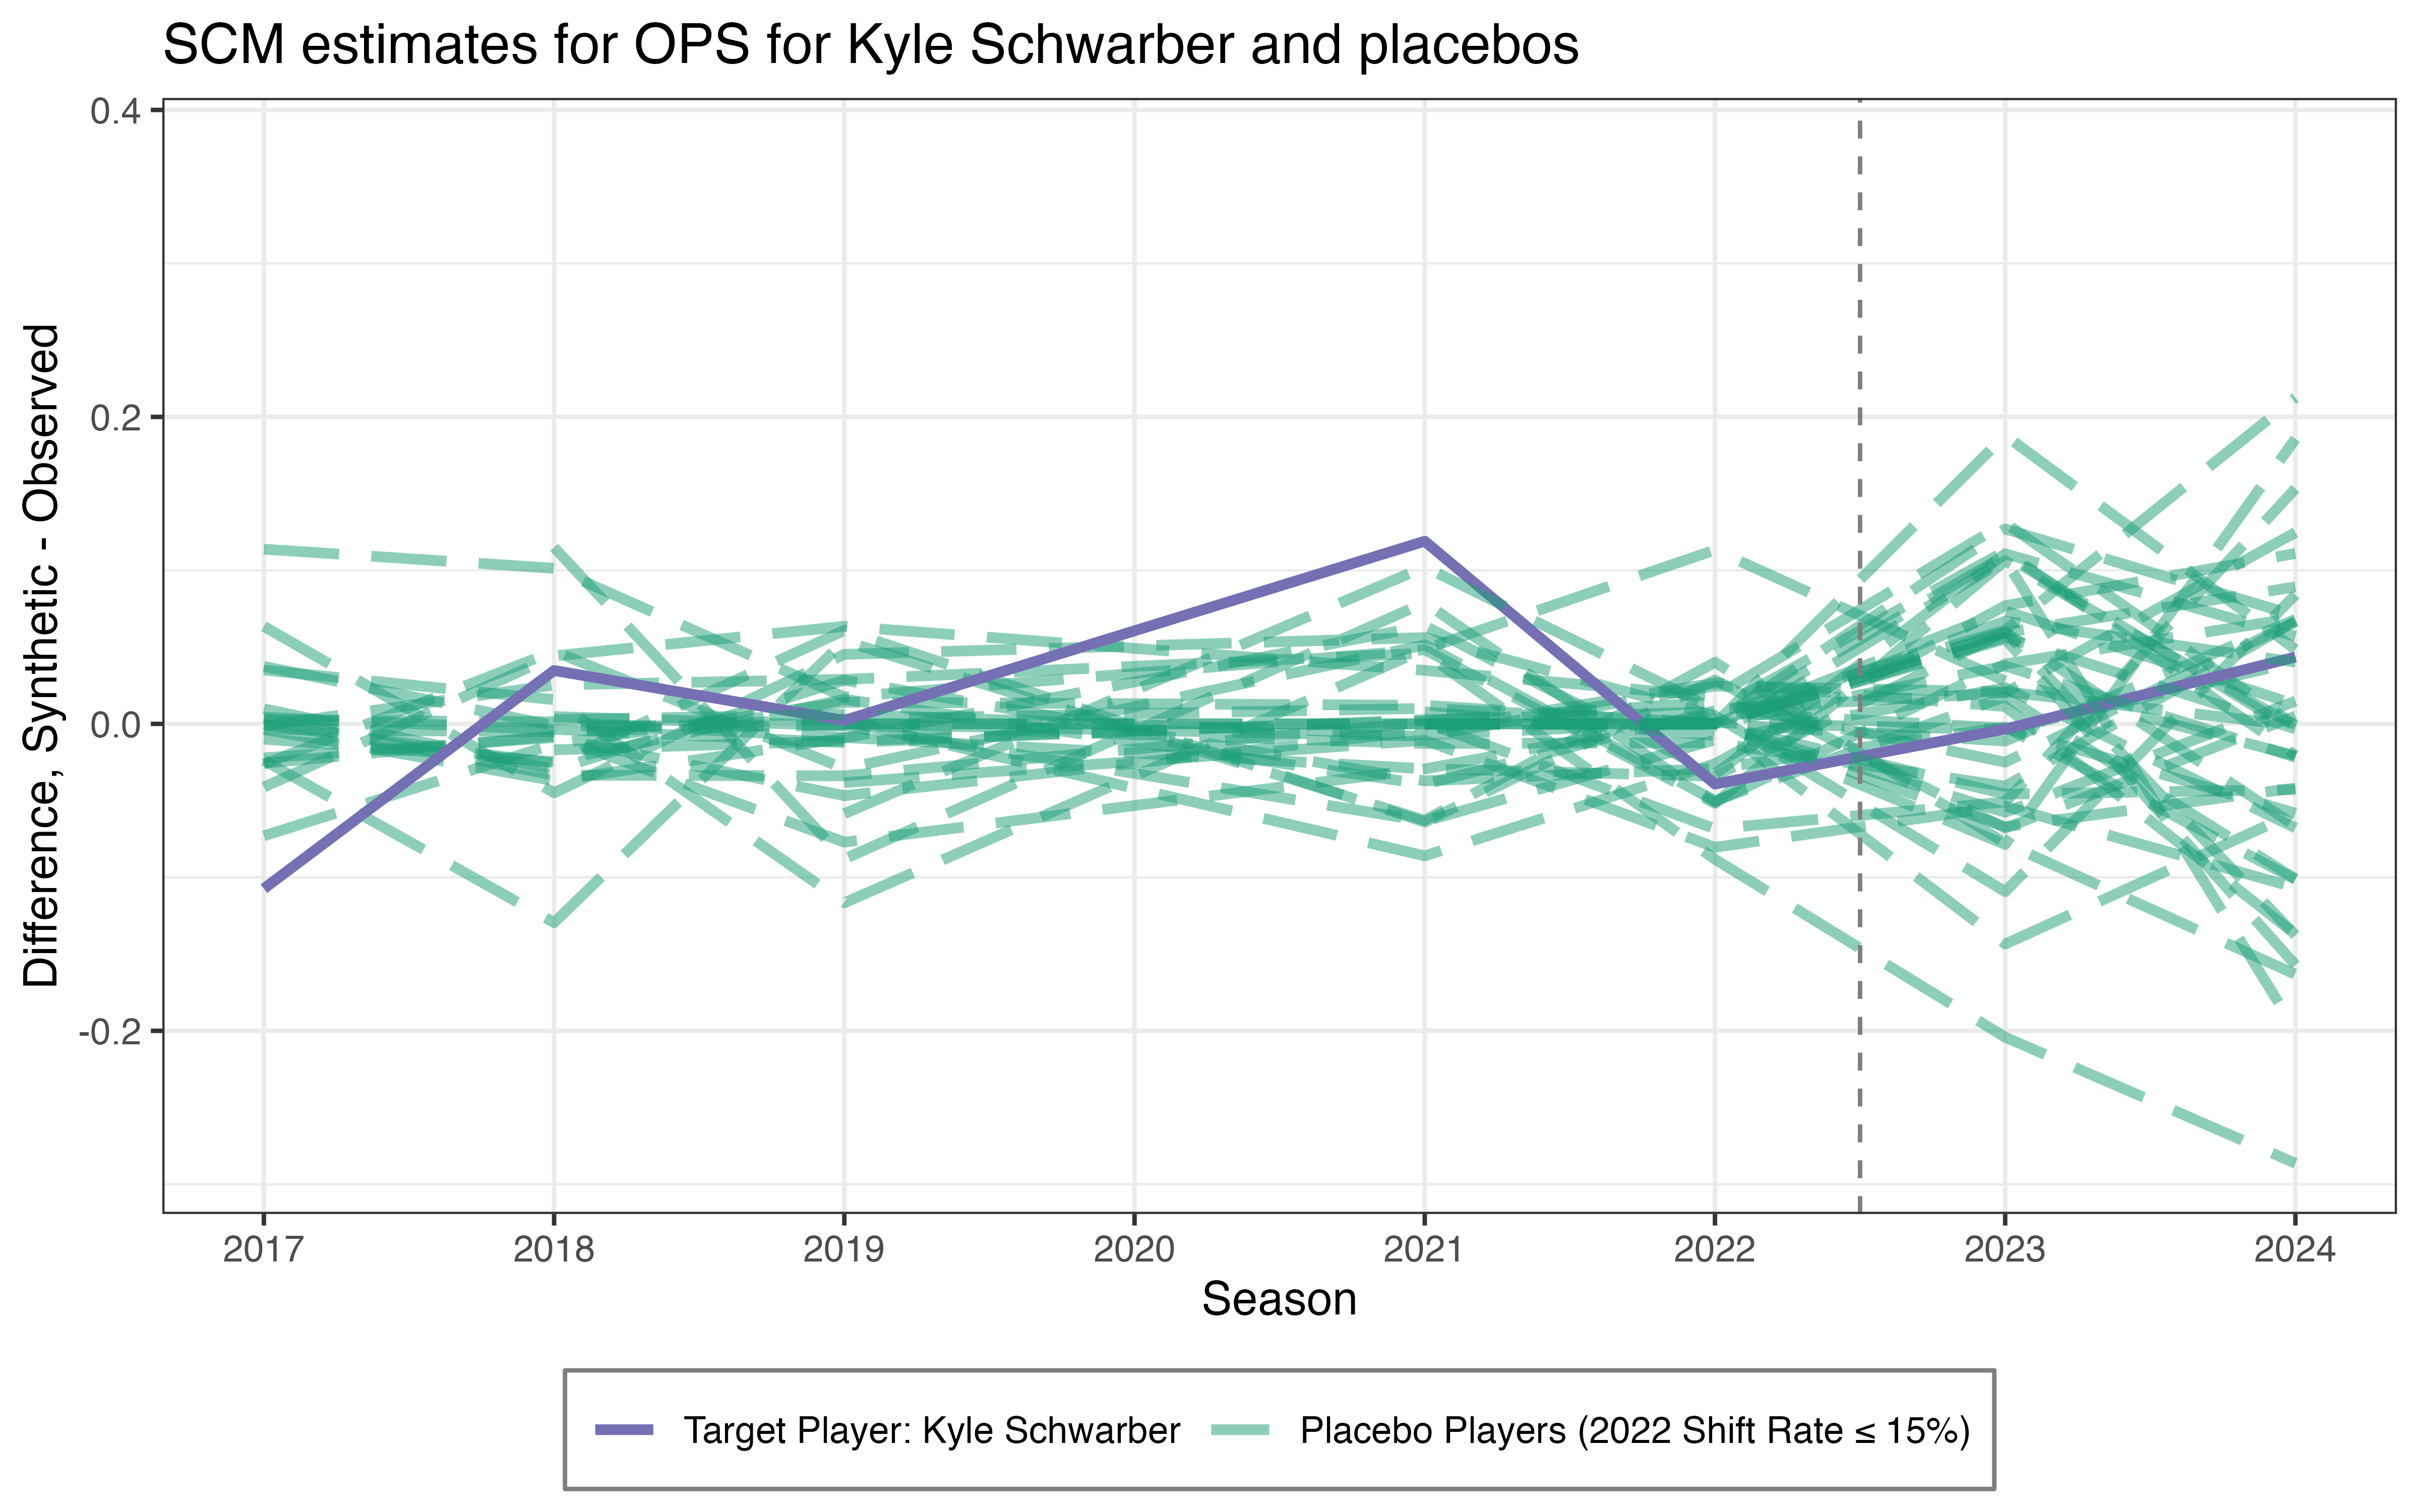 SCM estimates for OPS for Kyle Schwarber and placebos
Difference, Synthetic - Observed
0.4
0.2
0.0
-0.2
2017 2018 2019 2020 2021 2022 2023 2024
Season
Target Player: Kyle Schwarber Placebo Players (2022 Shift Rate ≤ 15%)